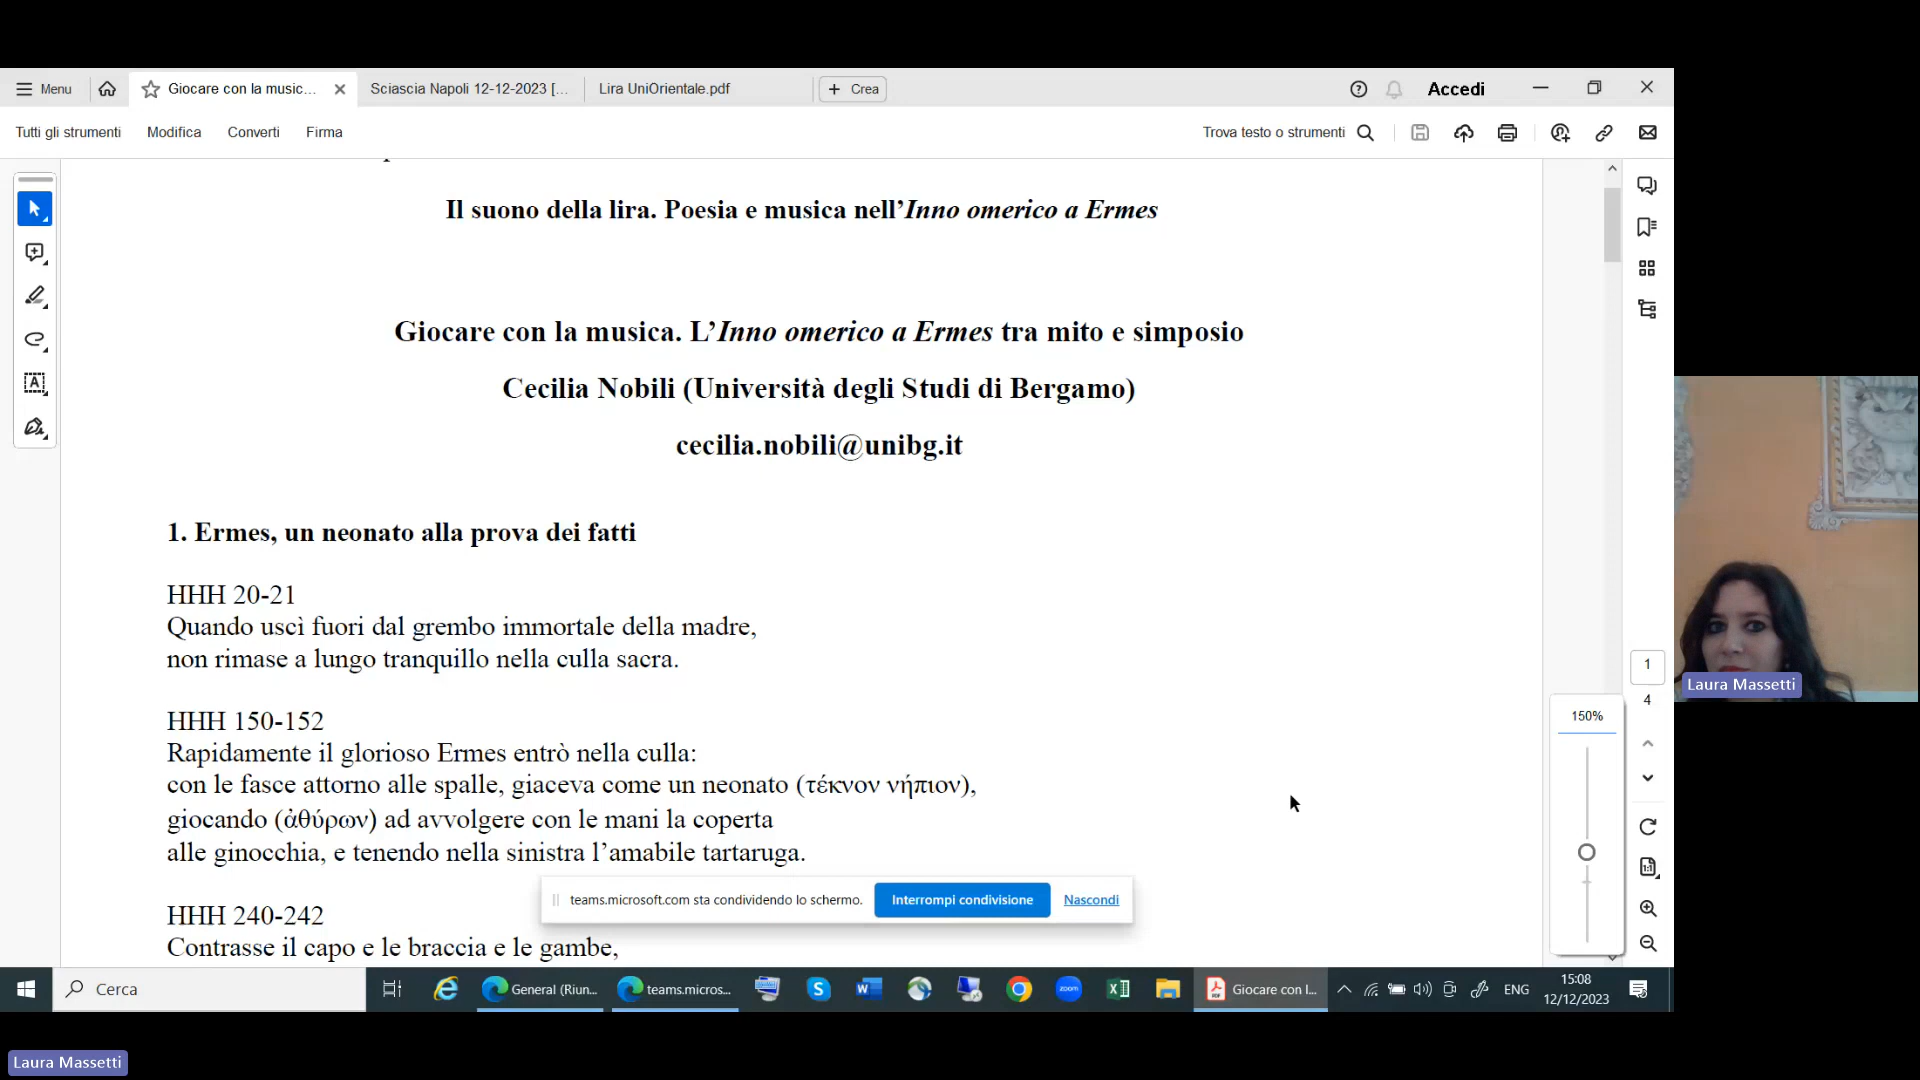 Menu
Giocare con la music...
Sciascia Napoli 12-12-2023 [...
Lira UniOrientale.pdf
Crea
Accedi
Tutti gli strumenti
Modifica
Converti
Firma
Trova testo o strumenti
Il suono della lira. Poesia e musica nell’Inno omerico a Ermes
Giocare con la musica. L’Inno omerico a Ermes tra mito e simposio
Cecilia Nobili (Università degli Studi di Bergamo)
cecilia.nobili@unibg.it
1. Ermes, un neonato alla prova dei fatti
HHH 20-21
Quando uscì fuori dal grembo immortale della madre,
non rimase a lungo tranquillo nella culla sacra.
HHH 150-152
Rapidamente il glorioso Ermes entrò nella culla:
con le fasce attorno alle spalle, giaceva come un neonato (τέκνον νήπιον),
giocando (ἀθύρων) ad avvolgere con le mani la coperta
alle ginocchia, e tenendo nella sinistra l’amabile tartaruga.
HHH 240-242
Contrasse il capo e le braccia e le gambe,
teams.microsoft.com sta condividendo lo schermo.
Interrompi condivisione
Nascondi
1
4
150%
Laura Massetti
Cerca
General (Riun...
teams.micros...
zoom
Giocare con l...
ENG
15:08
12/12/2023
Laura Massetti